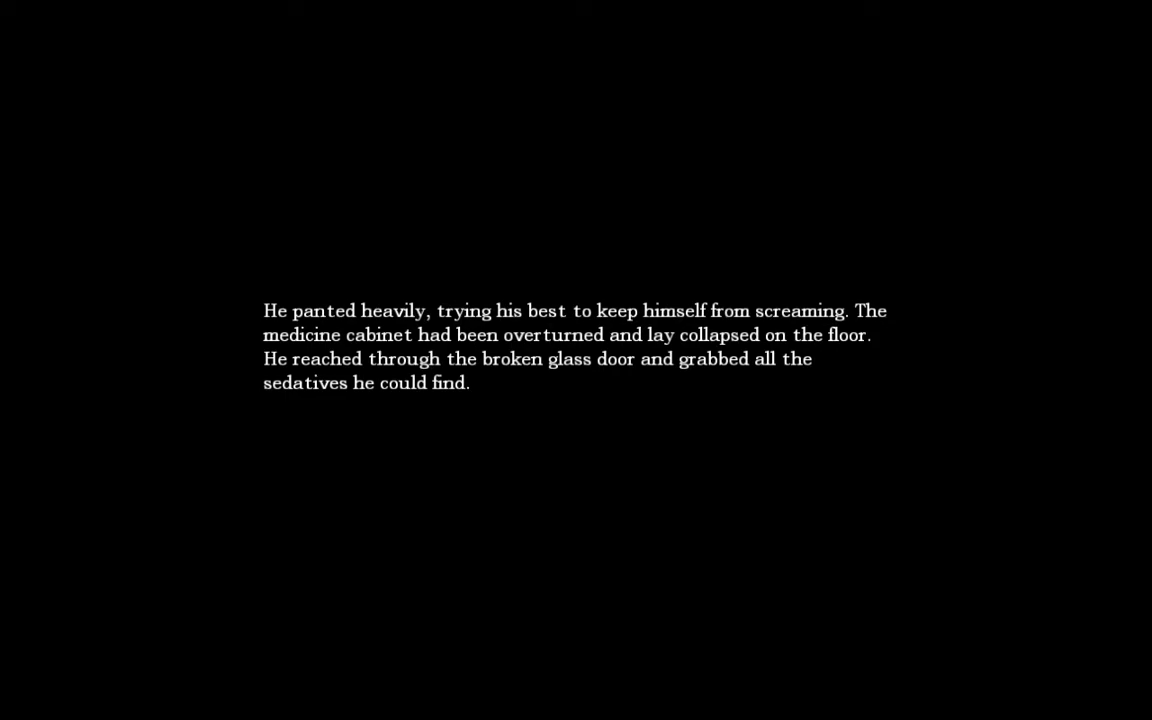 He panted heavily, trying his best to keep himself from screaming. The
medicine cabinet had been overturned and lay collapsed on the floor.
He reached through the broken glass door and grabbed all the
sedatives he could find.